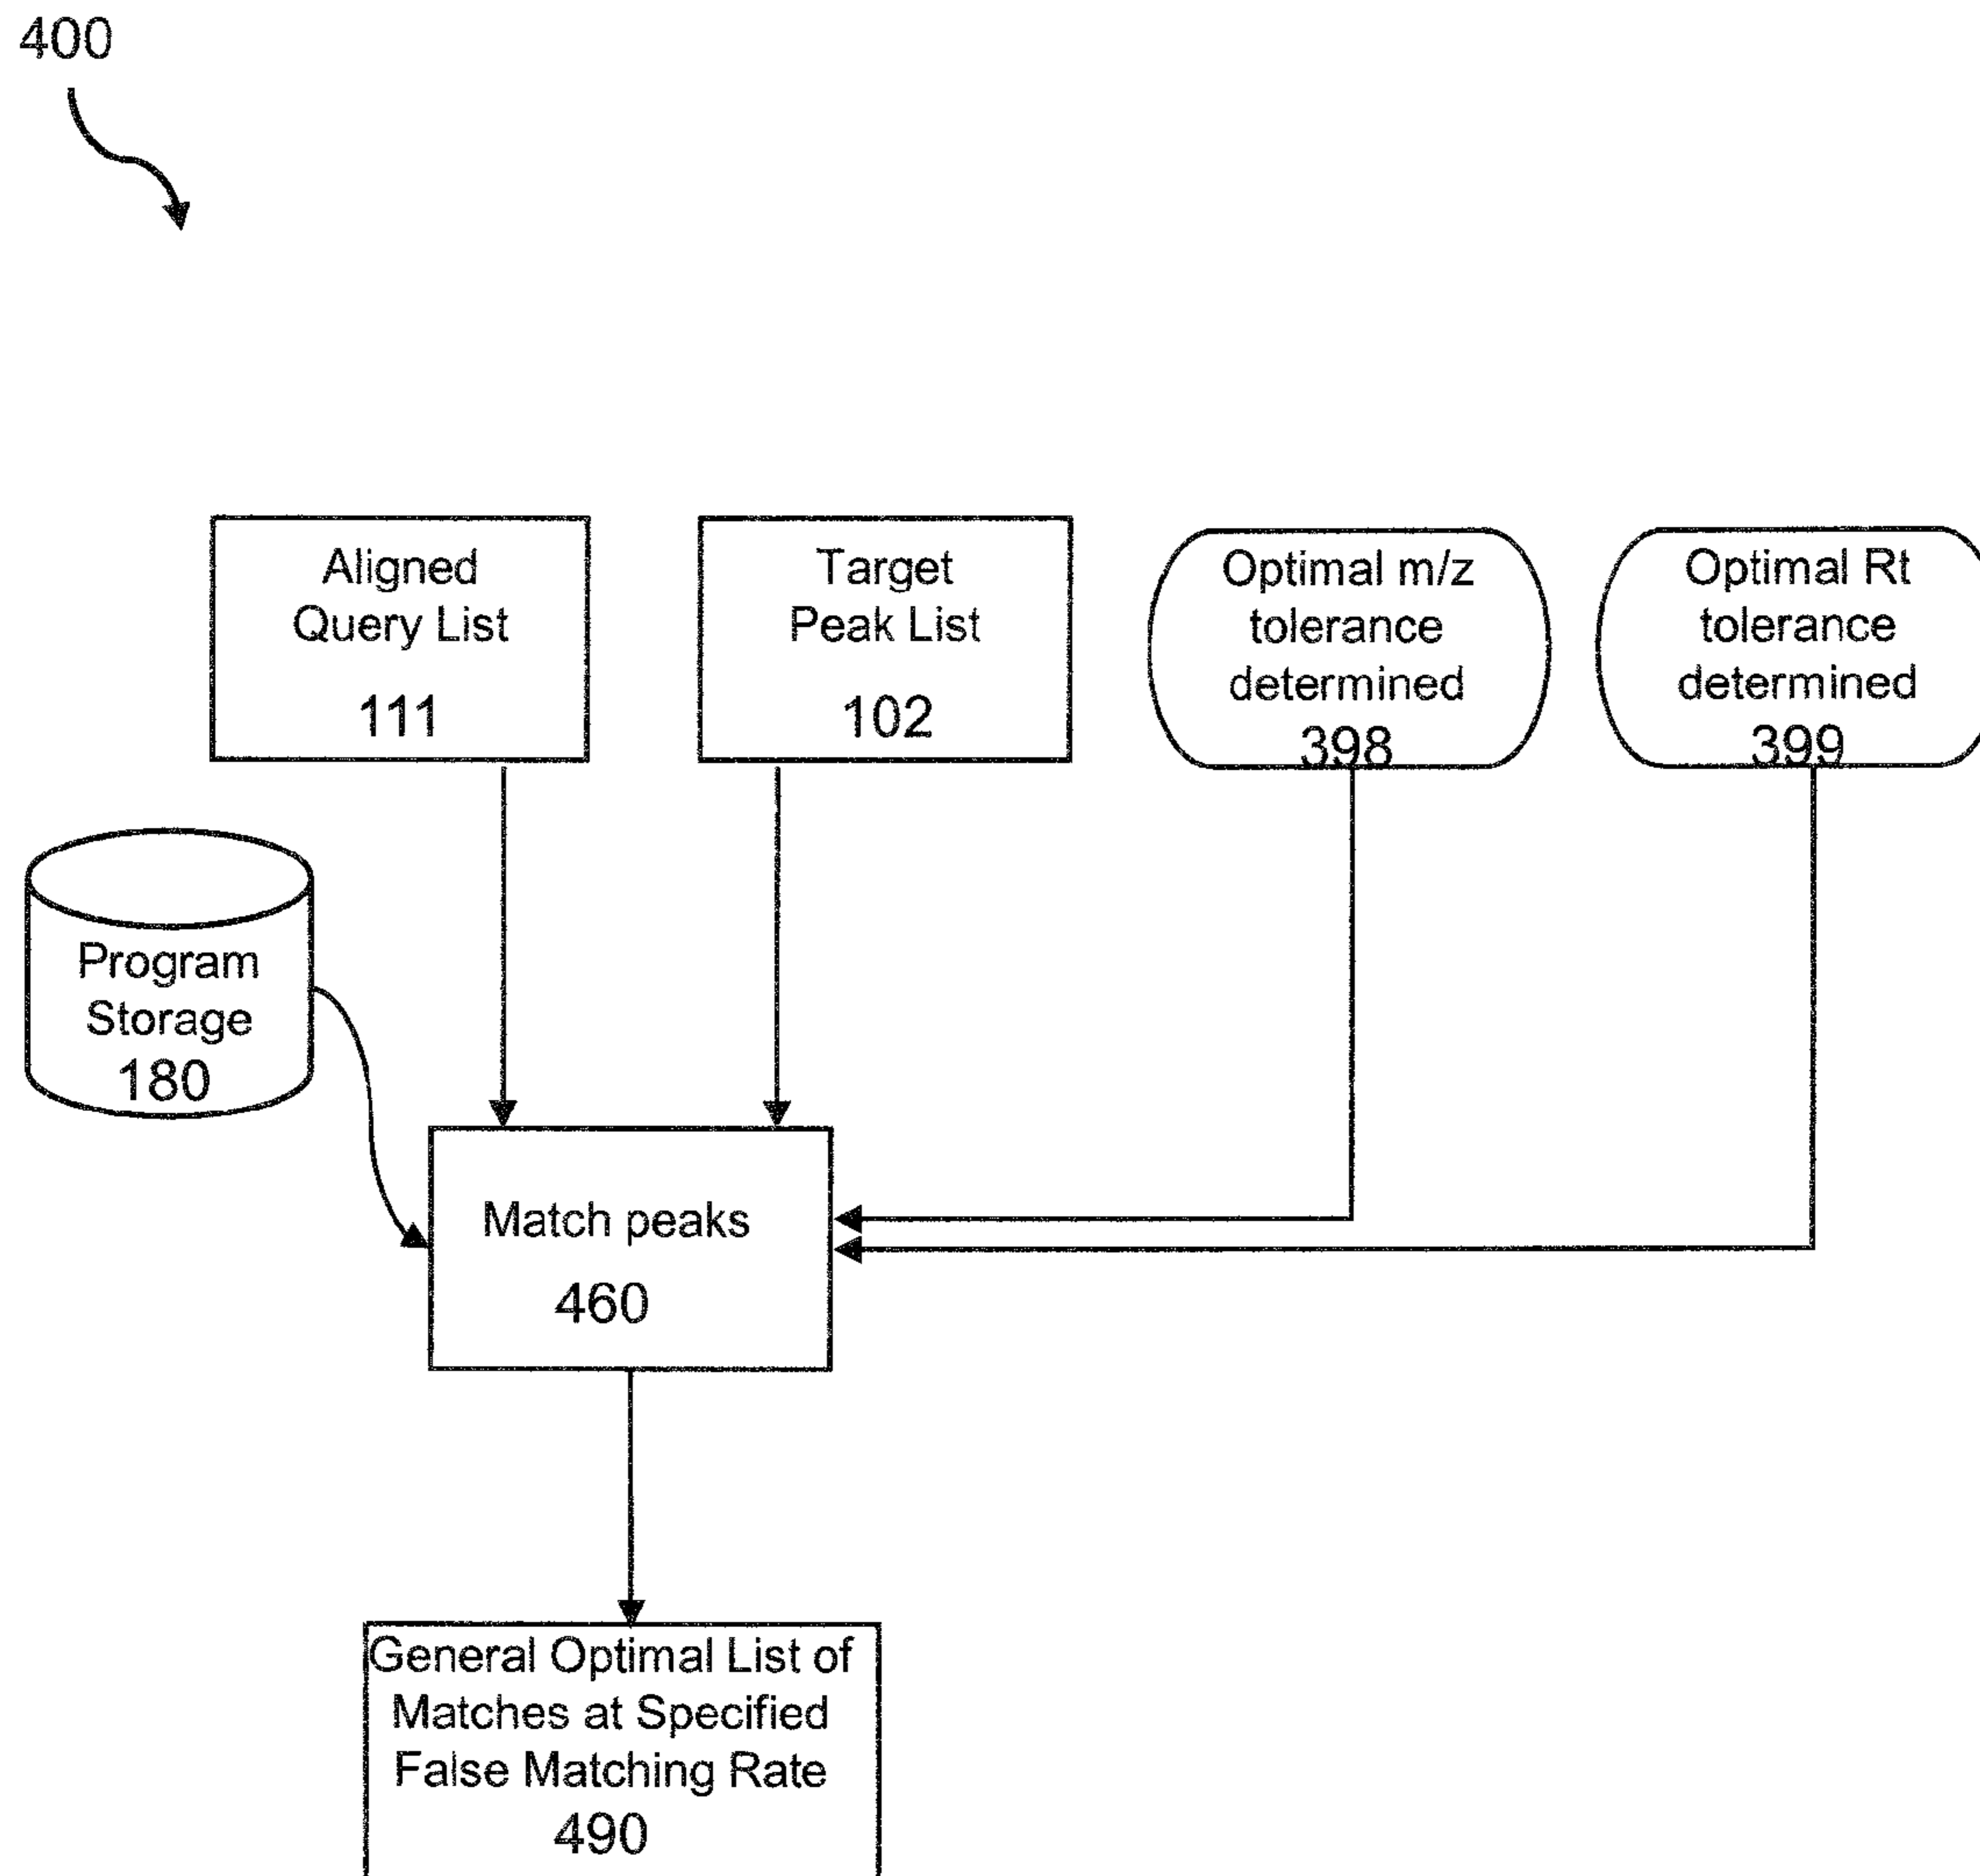 400
Aligned
Query List
111
Target
Peak List
102
Optimal m/z
tolerance
determined
398
Optimal Rt
tolerance
determined
399
Program
Storage
180
Match peaks
460
General Optimal List of
Matches at Specified
False Matching Rate
490